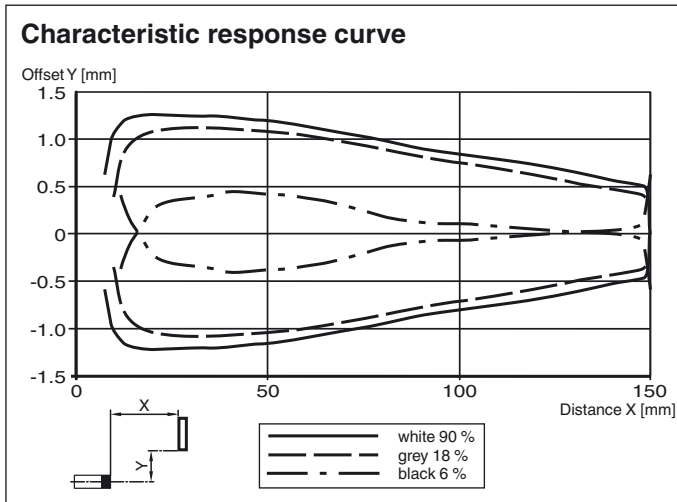 Characteristic response curve
Offset Y [mm]
1.5
1.0
0.5
0
-0.5
-1.0
-1.5
0
50
100
150
Distance X [mm]
X
Y
white 90 %
grey 18 %
black 6 %